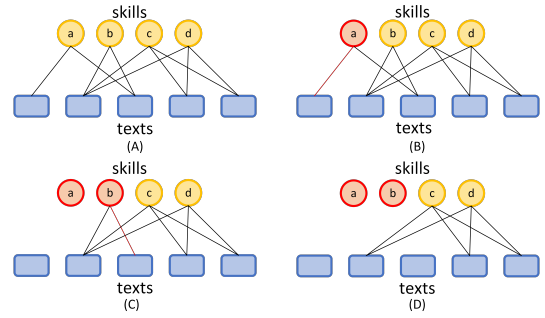 skills
a b c d
texts
(A)
skills
a b c d
texts
(B)
skills
a b c d
texts
(C)
skills
a b c d
texts
(D)